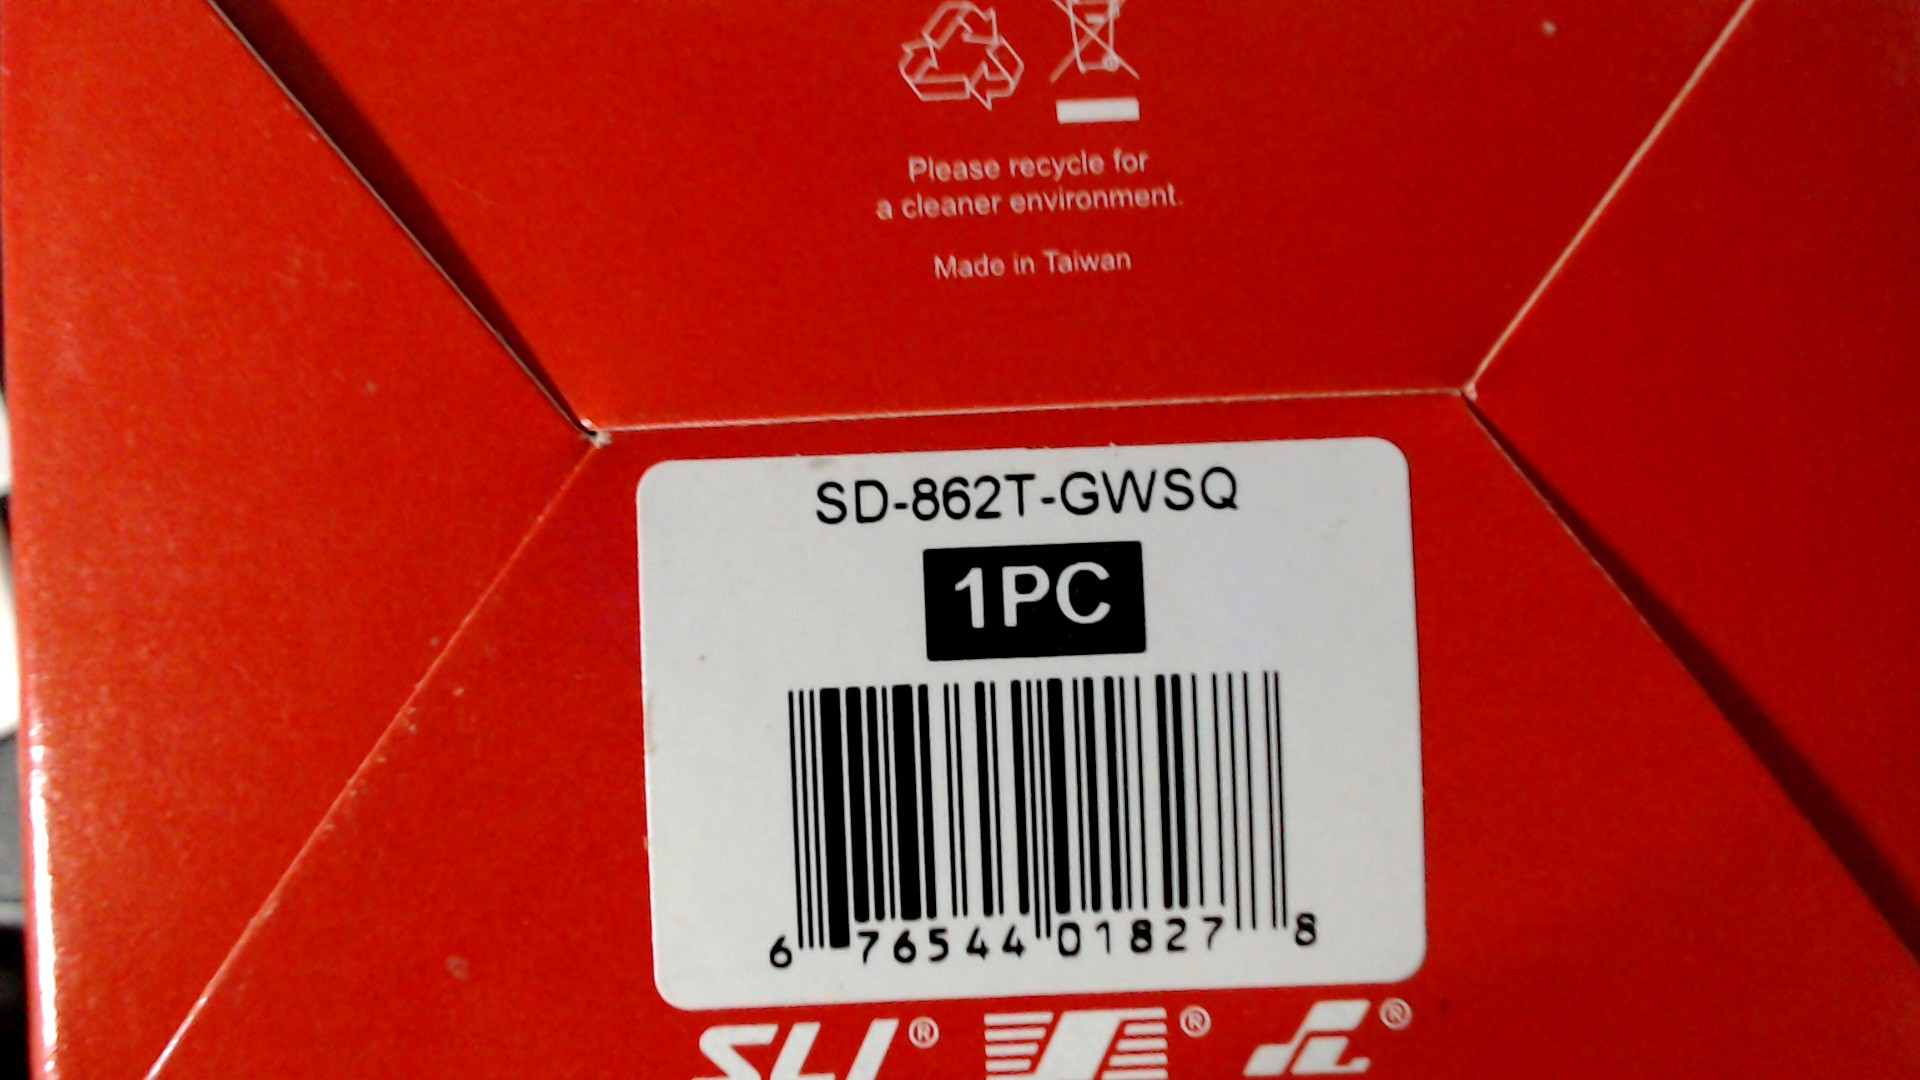 Please recycle for
a cleaner environment.
Made in Taiwan
SD-862T-GWSQ
1PC
6 76544 01827 8